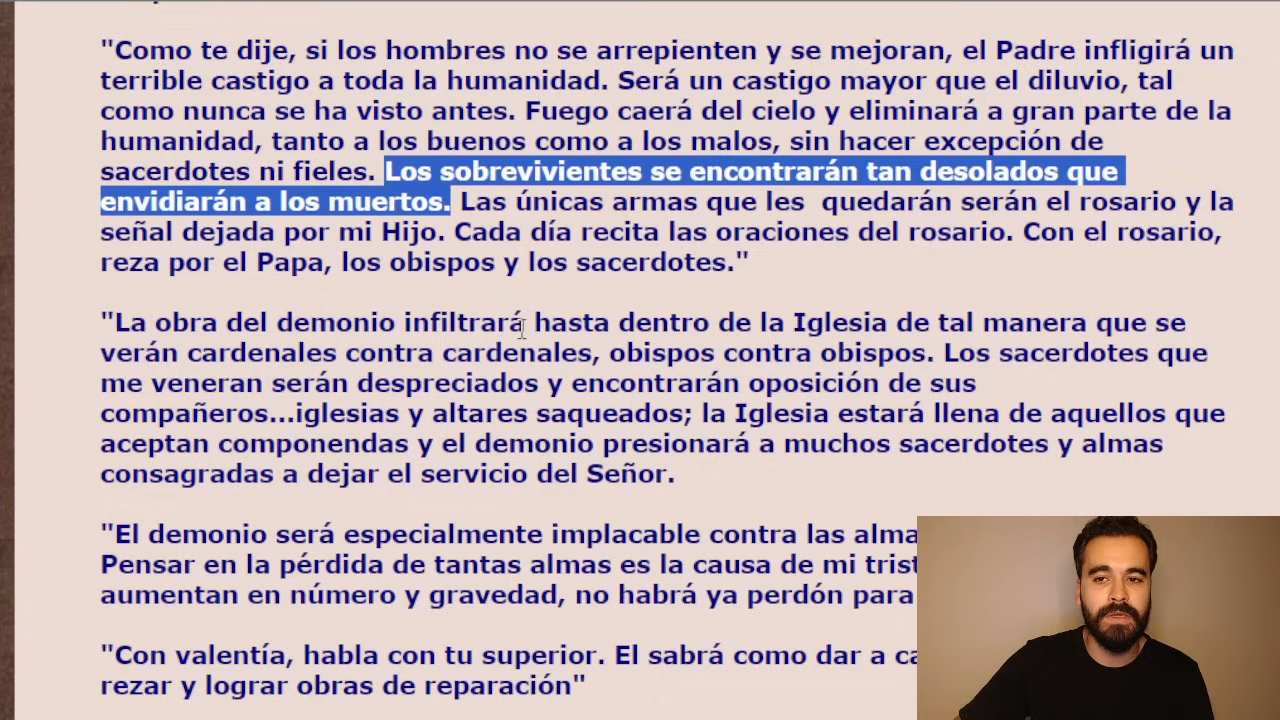 "Como te dije, si los hombres no se arrepienten y se mejoran, el Padre infligirá un
terrible castigo a toda la humanidad. Será un castigo mayor que el diluvio, tal
como nunca se ha visto antes. Fuego caerá del cielo y eliminará a gran parte de la
humanidad, tanto a los buenos como a los malos, sin hacer excepción de
sacerdotes ni fieles. Los sobrevivientes se encontrarán tan desolados que
envidiarán a los muertos. Las únicas armas que les  quedarán serán el rosario y la
señal dejada por mi Hijo. Cada día recita las oraciones del rosario. Con el rosario,
reza por el Papa, los obispos y los sacerdotes."
"La obra del demonio infiltrará hasta dentro de la Iglesia de tal manera que se
verán cardenales contra cardenales, obispos contra obispos. Los sacerdotes que
me veneran serán despreciados y encontrarán oposición de sus
compañeros...iglesias y altares saqueados; la Iglesia estará llena de aquellos que
aceptan componendas y el demonio presionará a muchos sacerdotes y almas
consagradas a dejar el servicio del Señor.
"El demonio será especialmente implacable contra las
Pensar en la pérdida de tantas almas es la causa de mi
aumentan en número y gravedad, no habrá ya perdón para
"Con valentía, habla con tu superior. El sabrá como dar a
rezar y lograr obras de reparación"